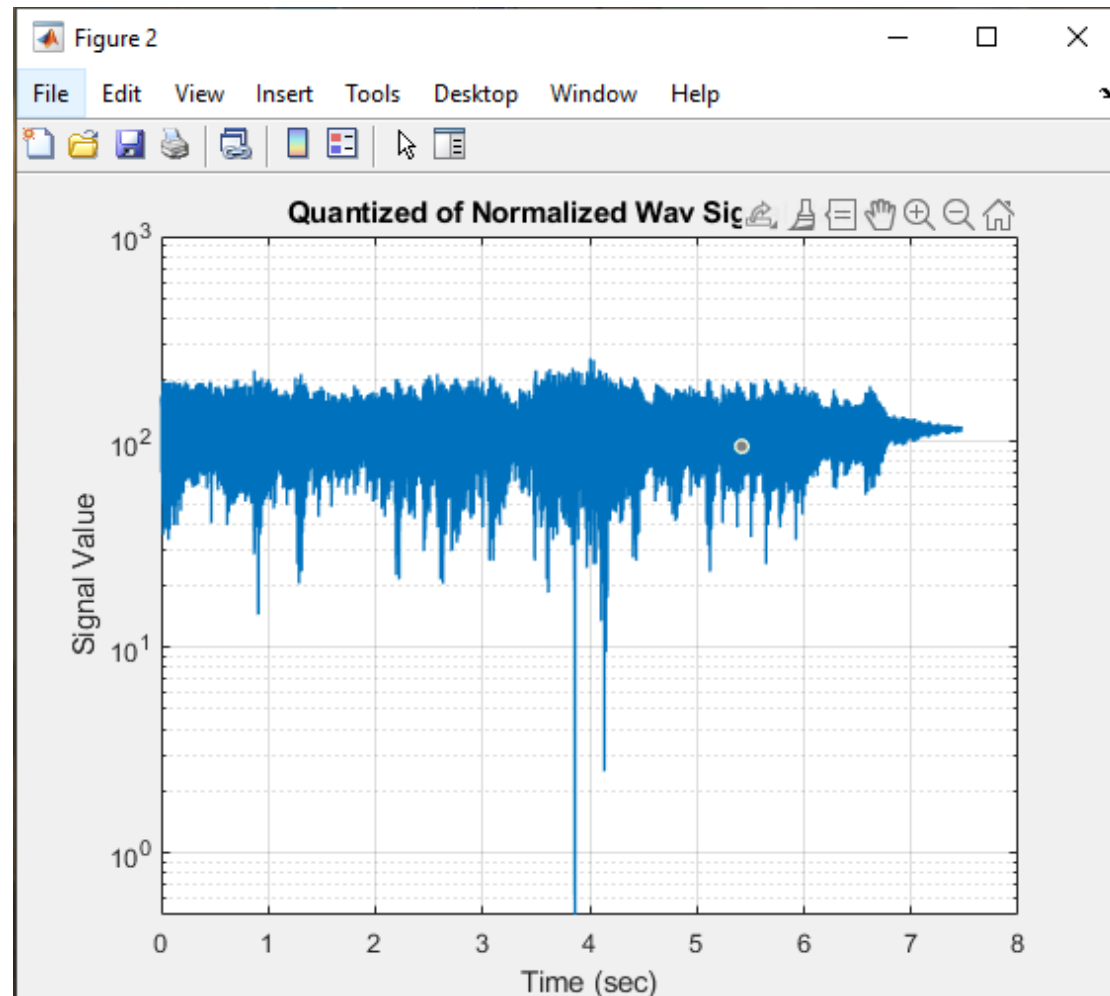 Figure 2
File Edit View Insert Tools Desktop Window Help
Quantized of Normalized Wav Sig
10^3
10^2
10^1
10^0
Signal Value
0 1 2 3 4 5 6 7 8
Time (sec)